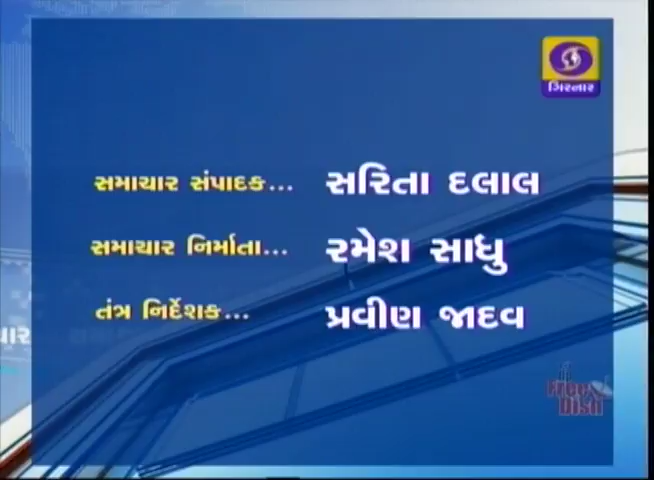 ગિરનાર
સમાચાર સંપાદક... સરિતા દલાલ
સમાચાર નિર્માતા... રમેશ સાધુ
તંત્ર નિર્દેશક... પ્રવીણ જાદવ
Free
Dish